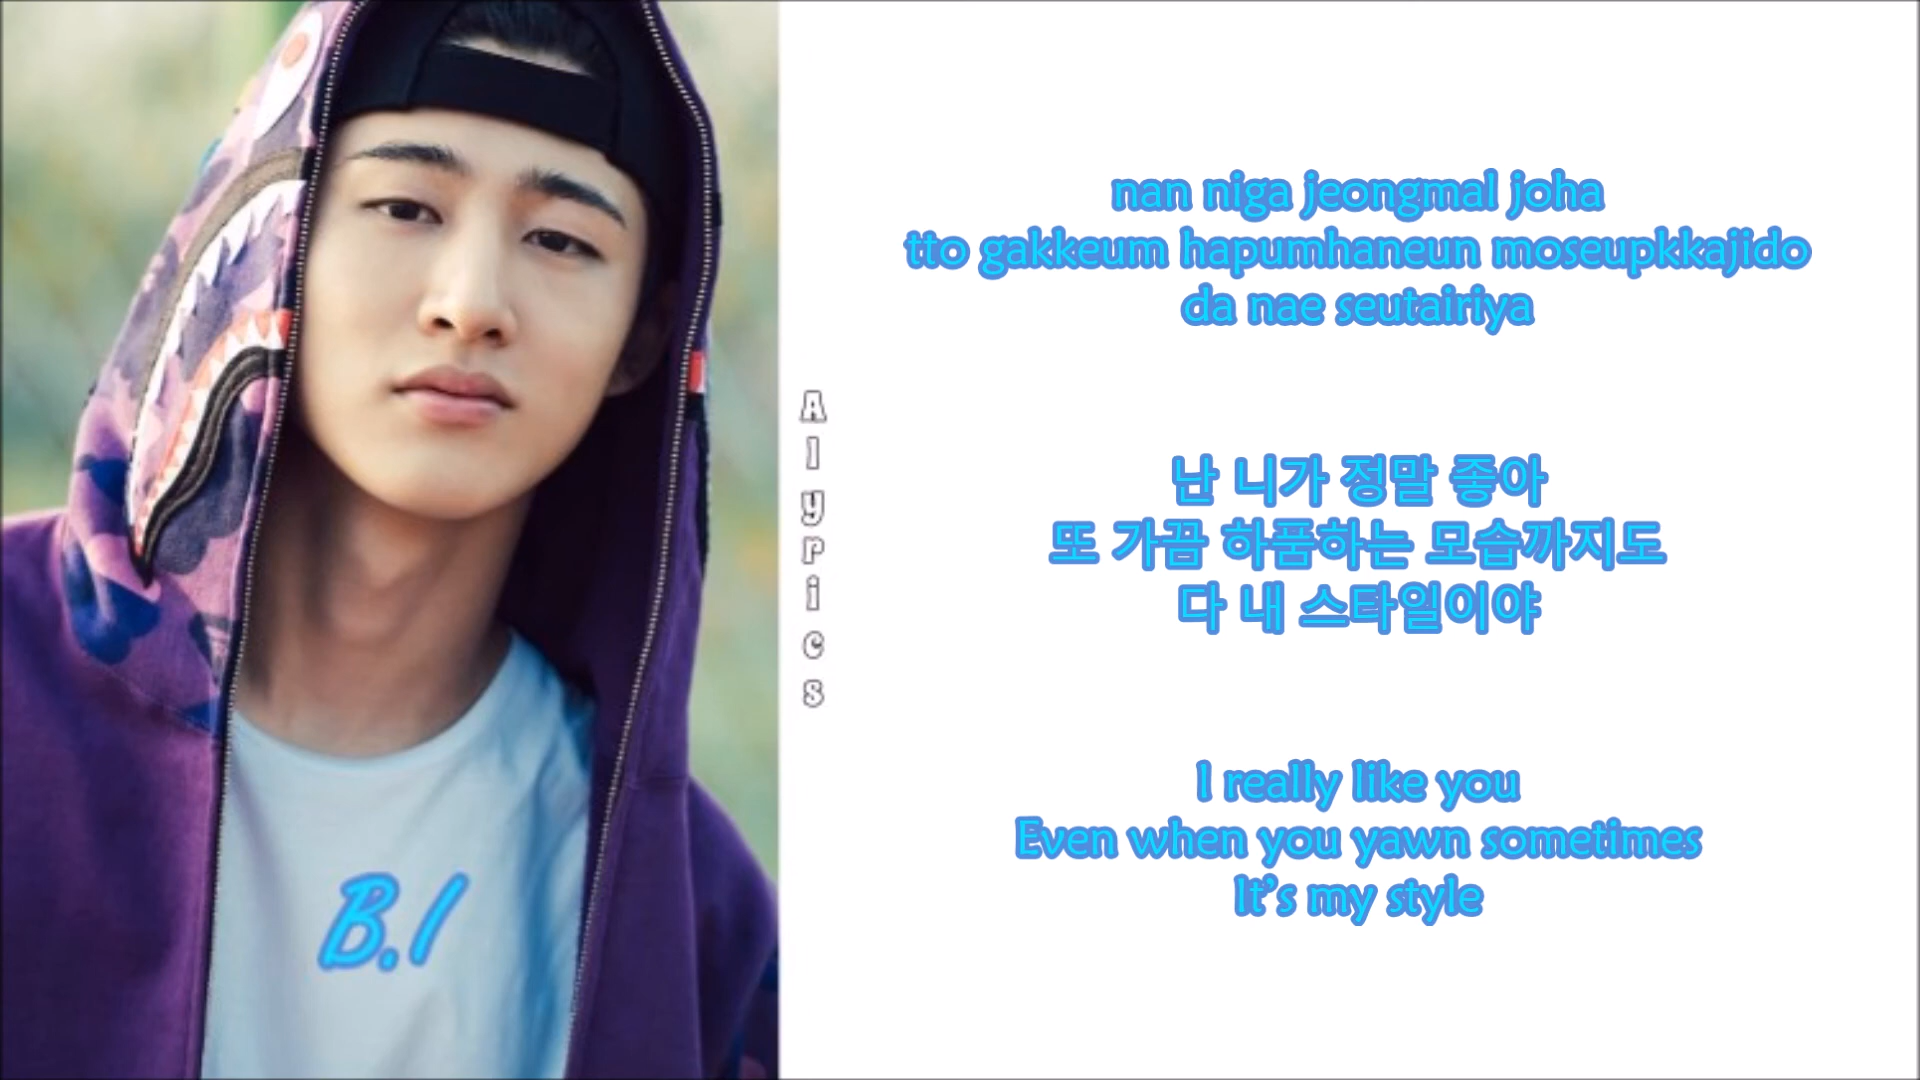 nan niga jeongmal joha
tto gakkeum hapumhaneun moseupkkajido
da nae seutairiya
난 니가 정말 좋아
또 가끔 하품하는 모습까지도
다 내 스타일이야
I really like you
Even when you yawn sometimes
It's my style
Alyrics
B.I